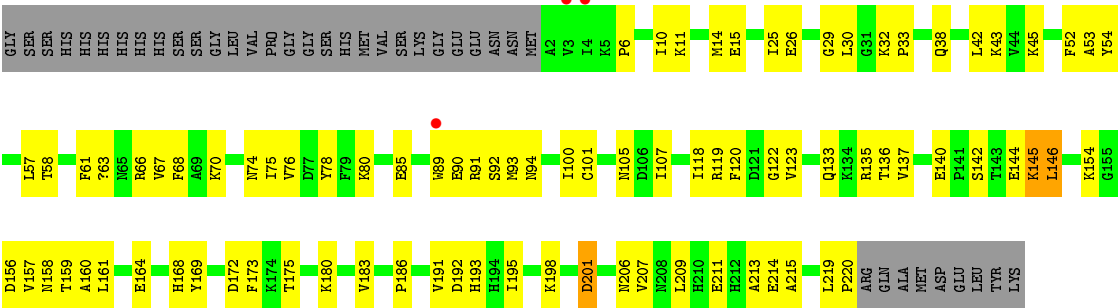 GLY SER SER HIS HIS HIS HIS HIS HIS SER SER GLY LEU VAL PRO GLY GLY SER HIS MET VAL SER LYS GLY GLU GLU ASN ASN MET A2 V3 I4 K5 P6 I10 K11 M14 E15 I25 E26 G29 L30 G31 K32 P33 Q38 L42 K43 V44 K45 F52 A53 Y54
L57 T58 F61 ?63 N65 R66 V67 F68 A69 K70 N74 I75 V76 D77 Y78 F79 K80 E85 W89 E90 R91 S92 M93 N94 I100 C101 N105 D106 I107 I118 R119 F120 D121 G122 V123 Q133 K134 R135 T136 V137 E140 P141 S142 T143 E144 K145 L146 K154 G155
D156 V157 N158 T159 A160 L161 E164 H168 Y169 D172 F173 K174 T175 K180 V183 P186 V191 D192 H193 H194 I195 K198 D201 N206 V207 N208 L209 H210 E211 H212 A213 E214 A215 L219 P220 ARG GLN ALA MET ASP GLU LEU TYR LYS